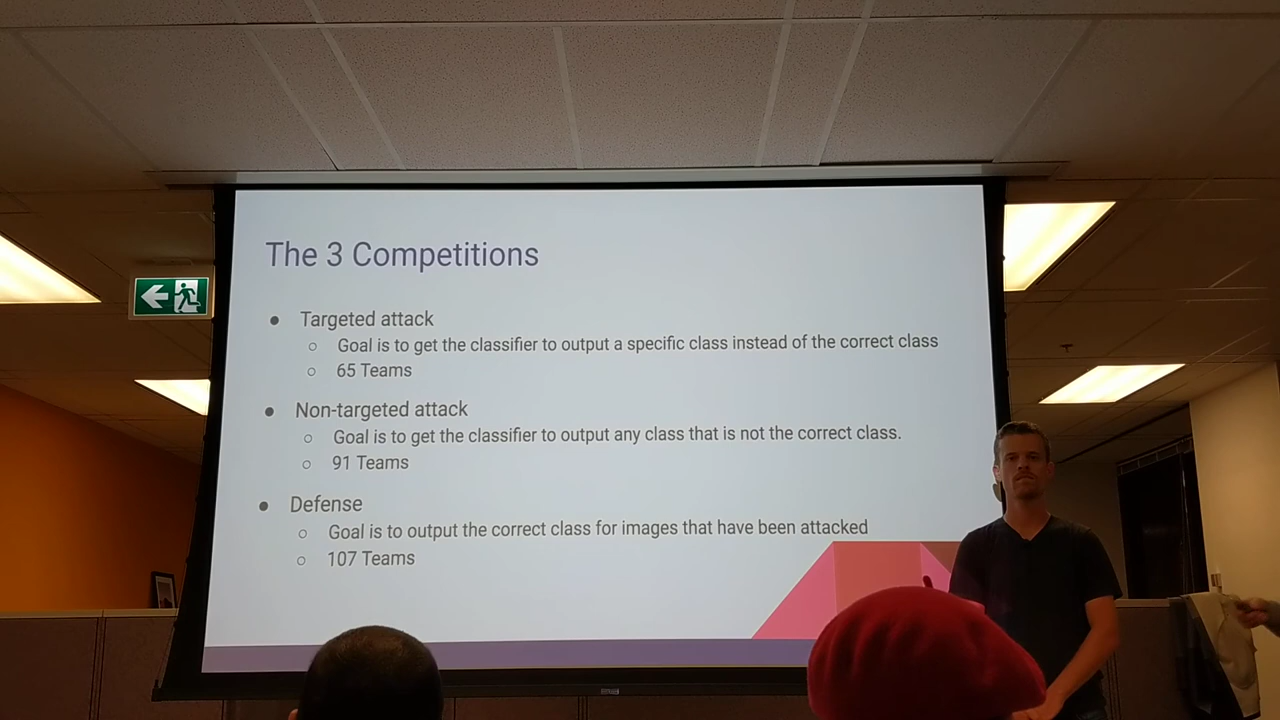 The 3 Competitions
● Targeted attack
○ Goal is to get the classifier to output a specific class instead of the correct class
○ 65 Teams
● Non-targeted attack
○ Goal is to get the classifier to output any class that is not the correct class.
○ 91 Teams
● Defense
○ Goal is to output the correct class for images that have been attacked
○ 107 Teams